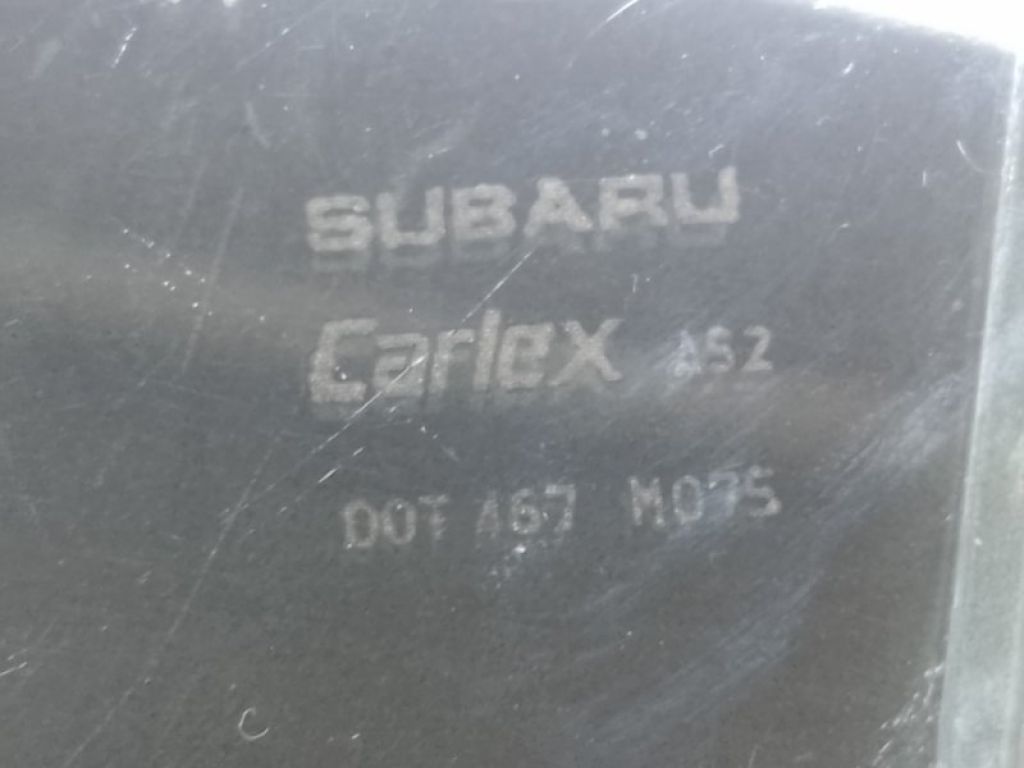 SUBARU
Carlex AS2
DOT 467 M075